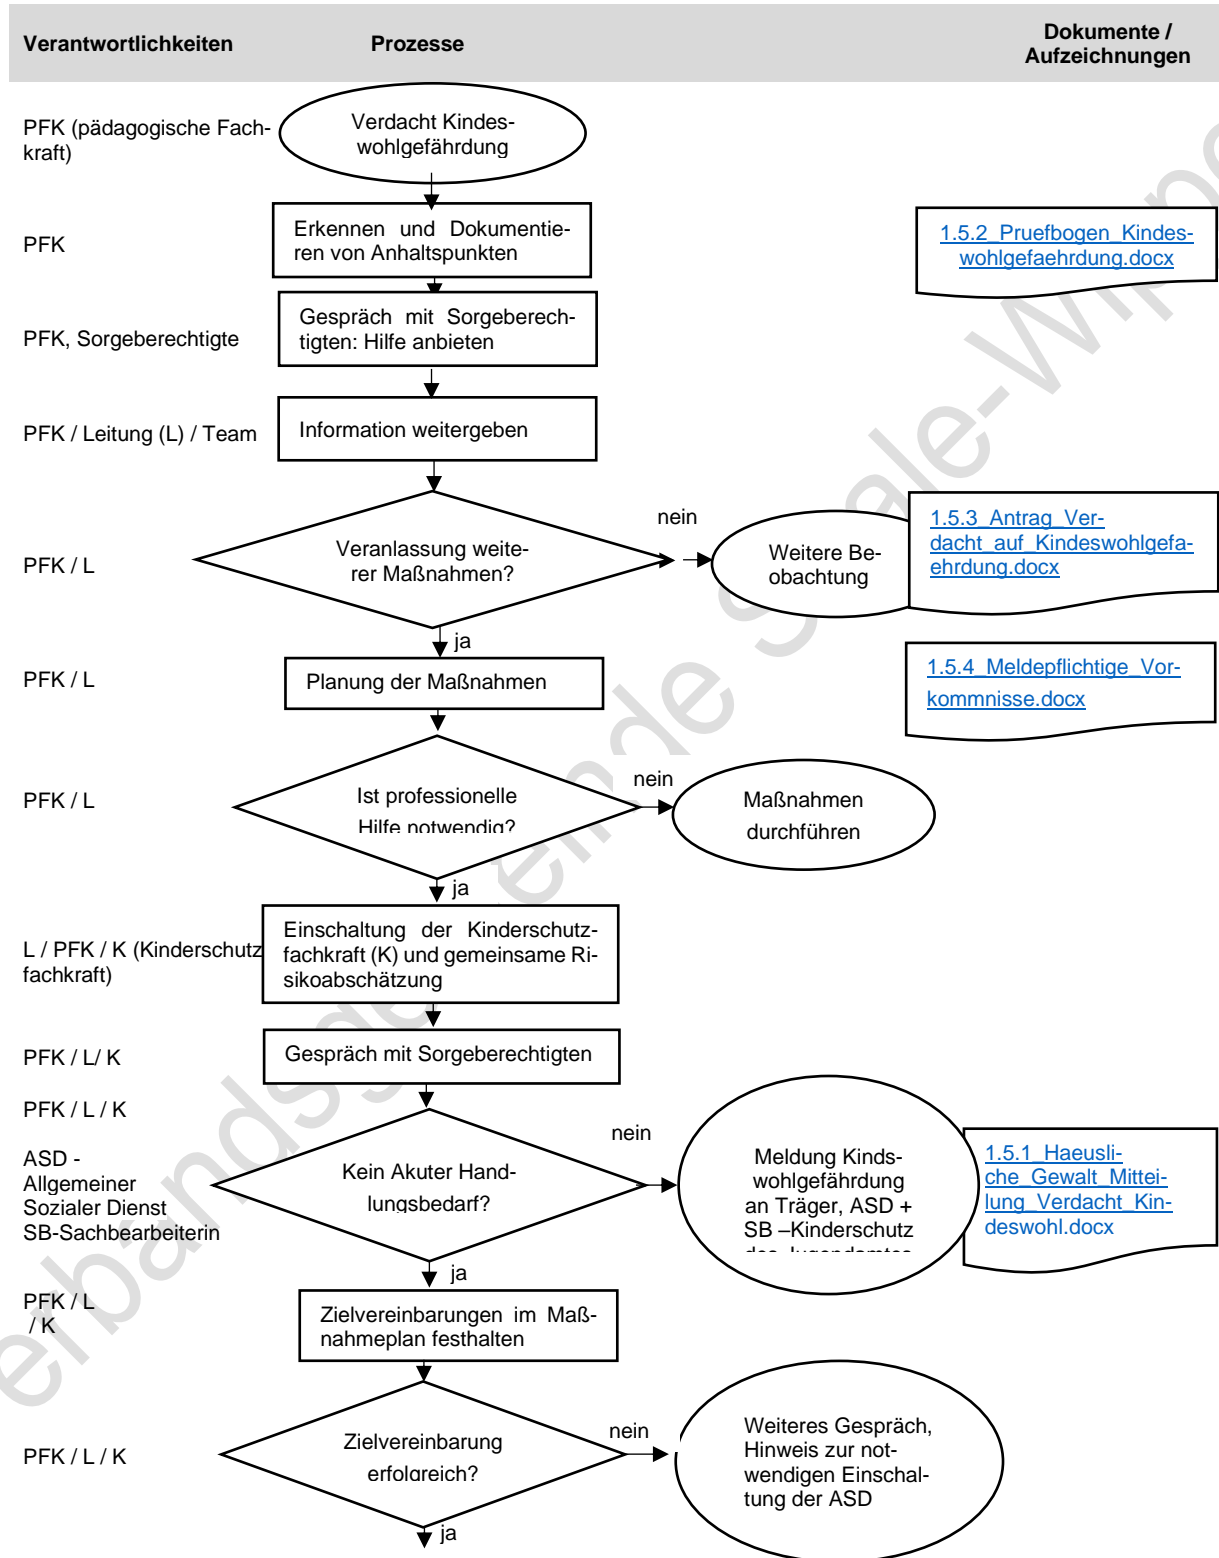 Verantwortlichkeiten
Prozesse
Dokumente /
Aufzeichnungen
PFK (pädagogische Fach-
kraft)
Verdacht Kindes-
wohlgefährdung
PFK
Erkennen und Dokumentie-
ren von Anhaltspunkten
1.5.2_Pruefbogen_Kindes-
wohlgefaehrdung.docx
PFK, Sorgeberechtigte
Gespräch mit Sorgeberech-
tigten: Hilfe anbieten
PFK / Leitung (L) / Team
Information weitergeben
PFK / L
Veranlassung weite-
rer Maßnahmen?
nein
Weitere Be-
obachtung
1.5.3_Antrag_Ver-
dacht_auf_Kindeswohlgefa-
ehrdung.docx
ja
PFK / L
Planung der Maßnahmen
1.5.4_Meldepflichtige_Vor-
kommnisse.docx
PFK / L
Ist professionelle
Hilfe notwendig?
nein
Maßnahmen
durchführen
ja
L / PFK / K (Kinderschutz
fachkraft)
Einschaltung der Kinderschutz-
fachkraft (K) und gemeinsame Ri-
sikoabschätzung
PFK / L/ K
Gespräch mit Sorgeberechtigten
PFK / L / K
ASD -
Allgemeiner
Sozialer Dienst
SB-Sachbearbeiterin
Kein Akuter Hand-
lungsbedarf?
nein
Meldung Kinds-
wohlgefährdung
an Träger, ASD +
SB –Kinderschutz
des Jugendamtes
1.5.1_Haeusli-
che_Gewalt_Mittei-
lung_Verdacht_Kin-
deswohl.docx
ja
PFK / L
/ K
Zielvereinbarungen im Maß-
nahmeplan festhalten
PFK / L / K
Zielvereinbarung
erfolgreich?
nein
Weiteres Gespräch,
Hinweis zur not-
wendigen Einschal-
tung der ASD
ja